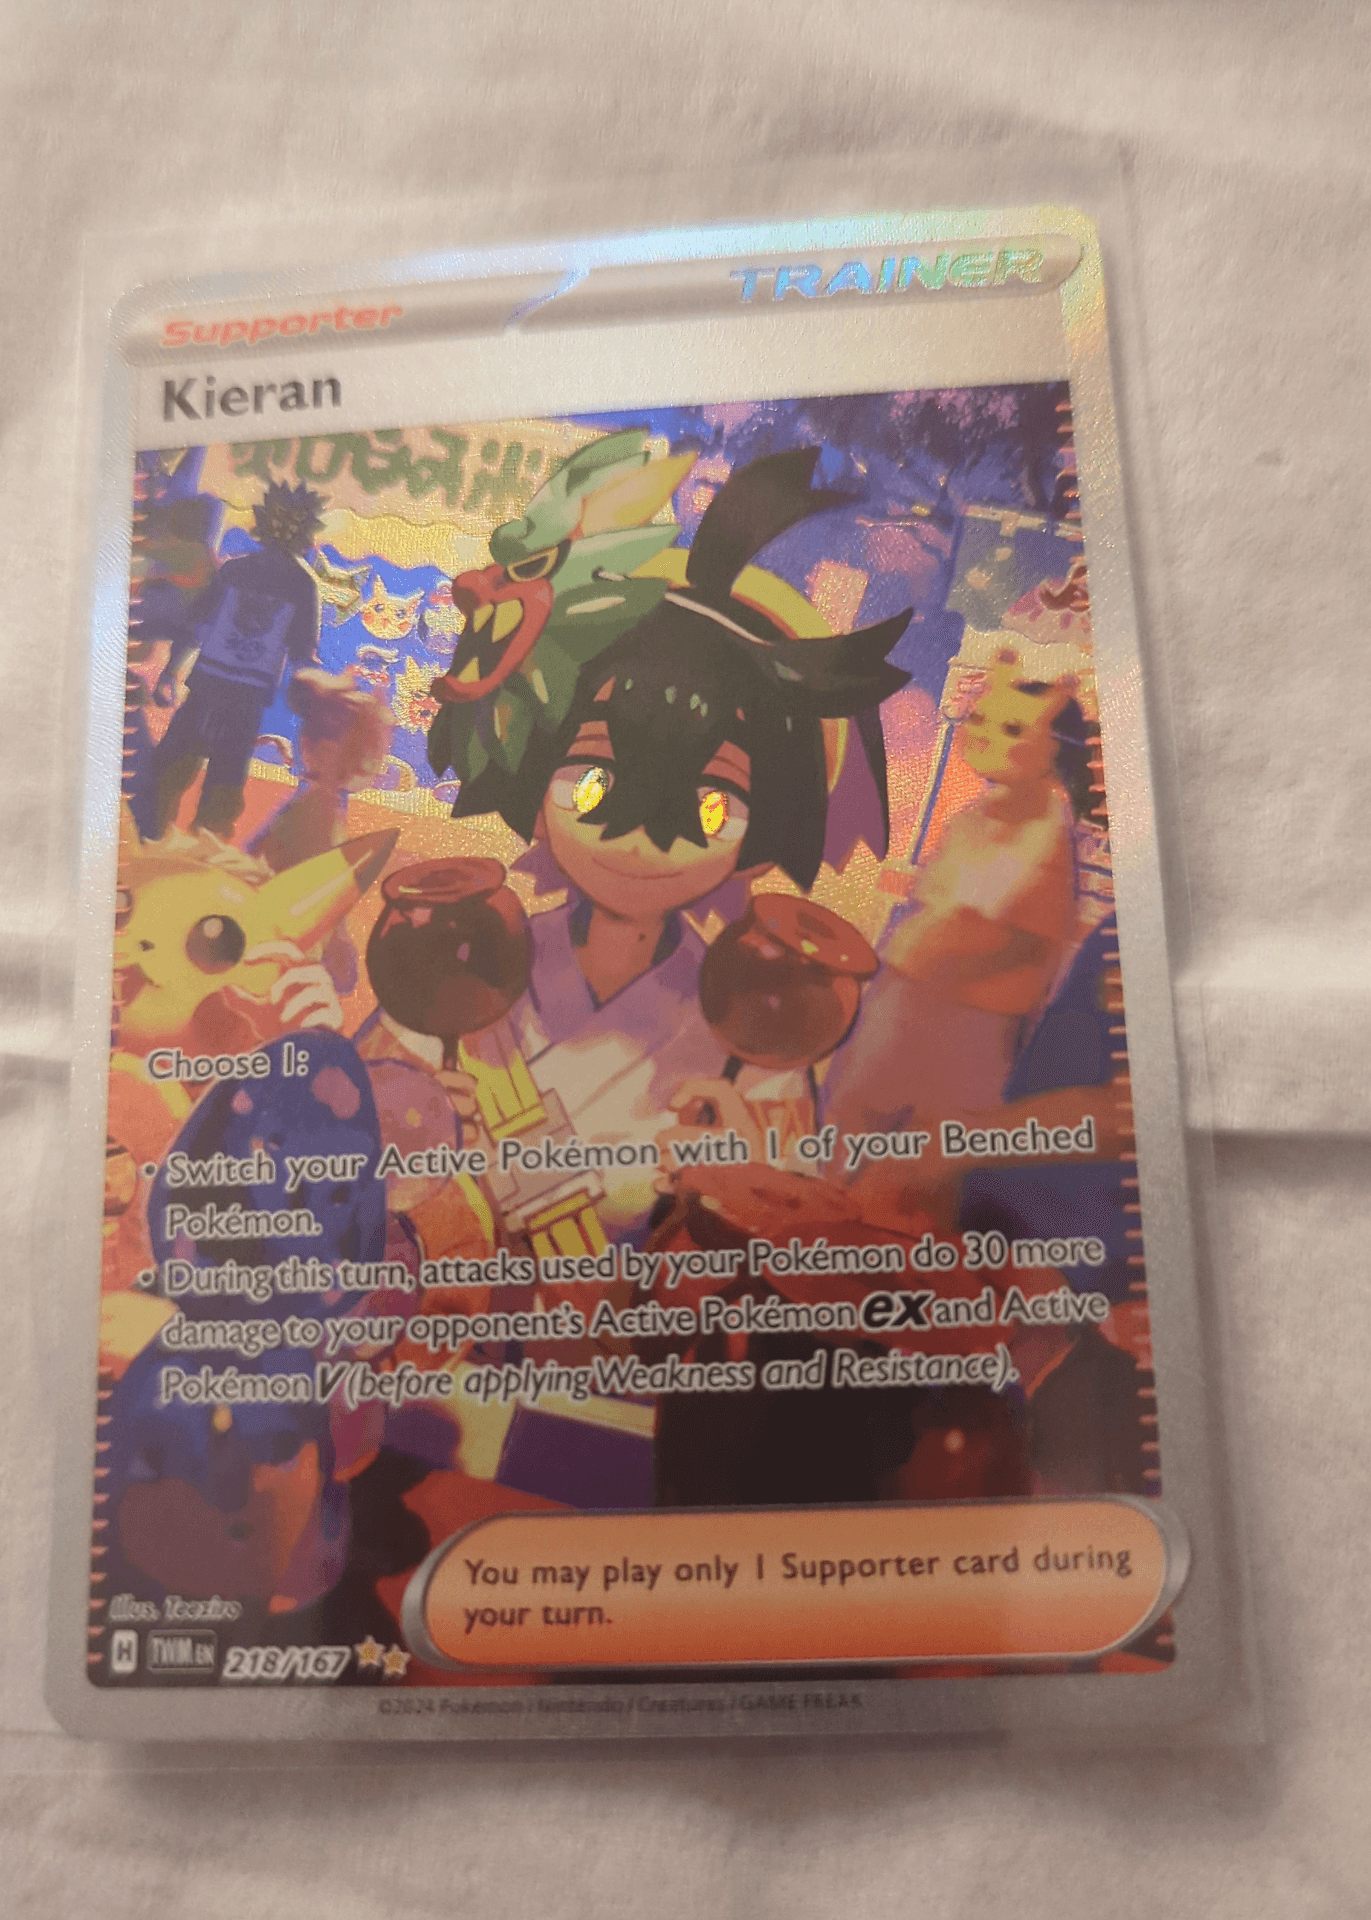 Supporter
TRAINER
Kieran
Choose 1:
• Switch your Active Pokémon with 1 of your Benched
Pokémon.
• During this turn, attacks used by your Pokémon do 30 more
damage to your opponent's Active Pokémon ex and Active
Pokémon V (before applying Weakness and Resistance).
You may play only 1 Supporter card during
your turn.
Illus. Teeziro
H TWM EN 218/167
©2024 Pokémon / Nintendo / Creatures / GAME FREAK